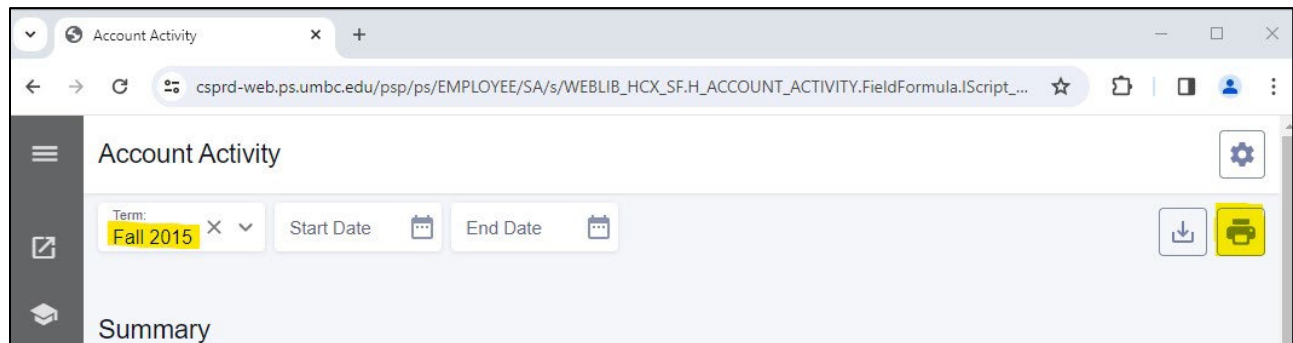 Account Activity
csprd-web.ps.umbc.edu/psp/ps/EMPLOYEE/SA/s/WEBLIB_HCX_SF.H_ACCOUNT_ACTIVITY.FieldFormula.IScript_...
Account Activity
Term:
Fall 2015
Start Date
End Date
Summary